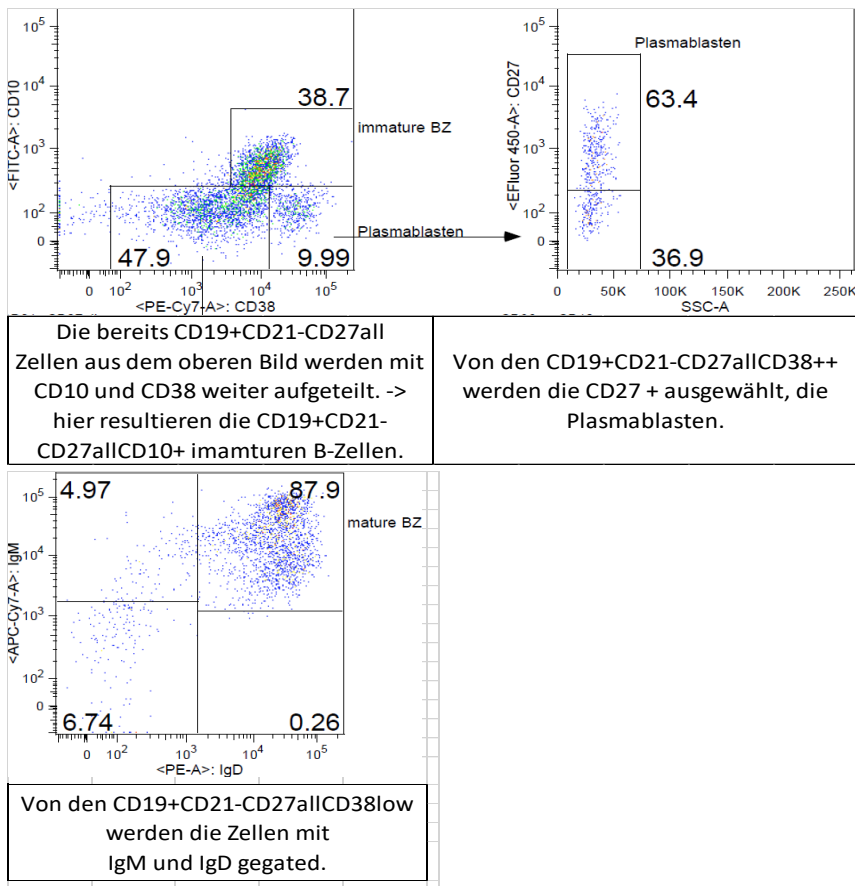 10⁵
10⁴
10³
10²
0
<FITC-A>: CD10
38.7
immature BZ
Plasmablasten
47.9
9.99
0 10² 10³ 10⁴ 10⁵
<PE-Cy7-A>: CD38
10⁵
10⁴
10³
10²
0
<EFluor 450-A>: CD27
Plasmablasten
63.4
36.9
0 50K 100K 150K 200K 250K
SSC-A
Die bereits CD19+CD21-CD27all
Zellen aus dem oberen Bild werden mit
CD10 und CD38 weiter aufgeteilt. ->
hier resultieren die CD19+CD21-
CD27allCD10+ imamturen B-Zellen.
Von den CD19+CD21-CD27allCD38++
werden die CD27 + ausgewählt, die
Plasmablasten.
10⁵
10⁴
10³
10²
0
<APC-Cy7-A>: IgM
4.97
87.9
mature BZ
6.74
0.26
0 10² 10³ 10⁴ 10⁵
<PE-A>: IgD
Von den CD19+CD21-CD27allCD38low
werden die Zellen mit
IgM und IgD gegated.